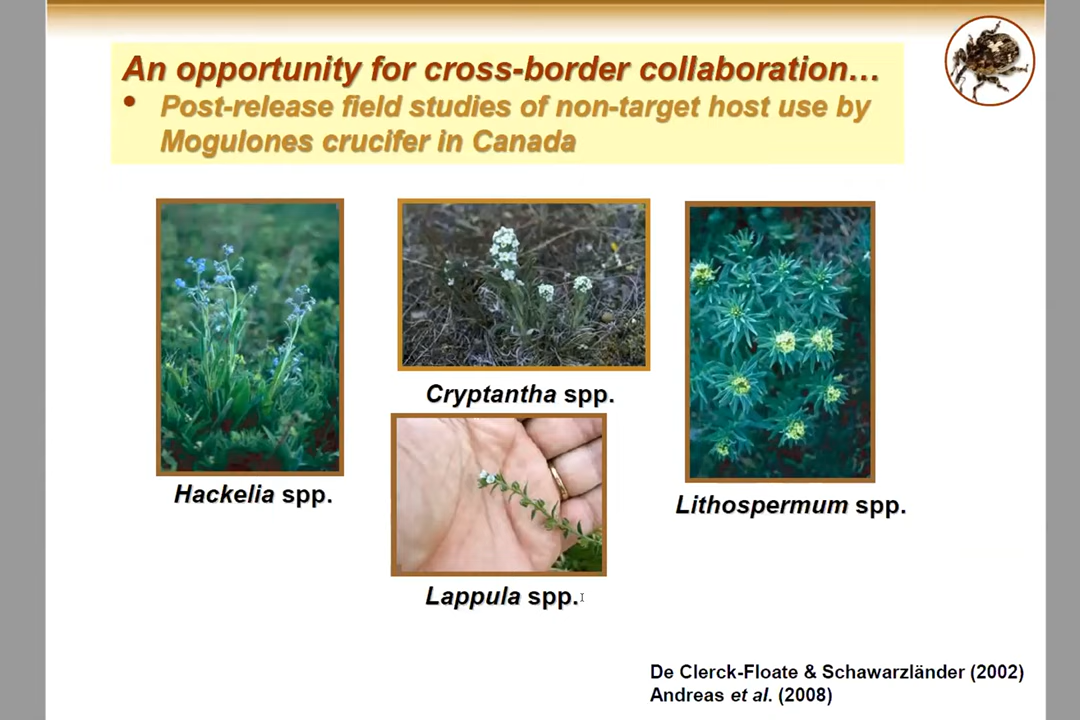 An opportunity for cross-border collaboration…
• Post-release field studies of non-target host use by
Mogulones crucifer in Canada
Cryptantha spp.
Hackelia spp.
Lithospermum spp.
Lappula spp.
De Clerck-Floate & Schawarzländer (2002)
Andreas et al. (2008)